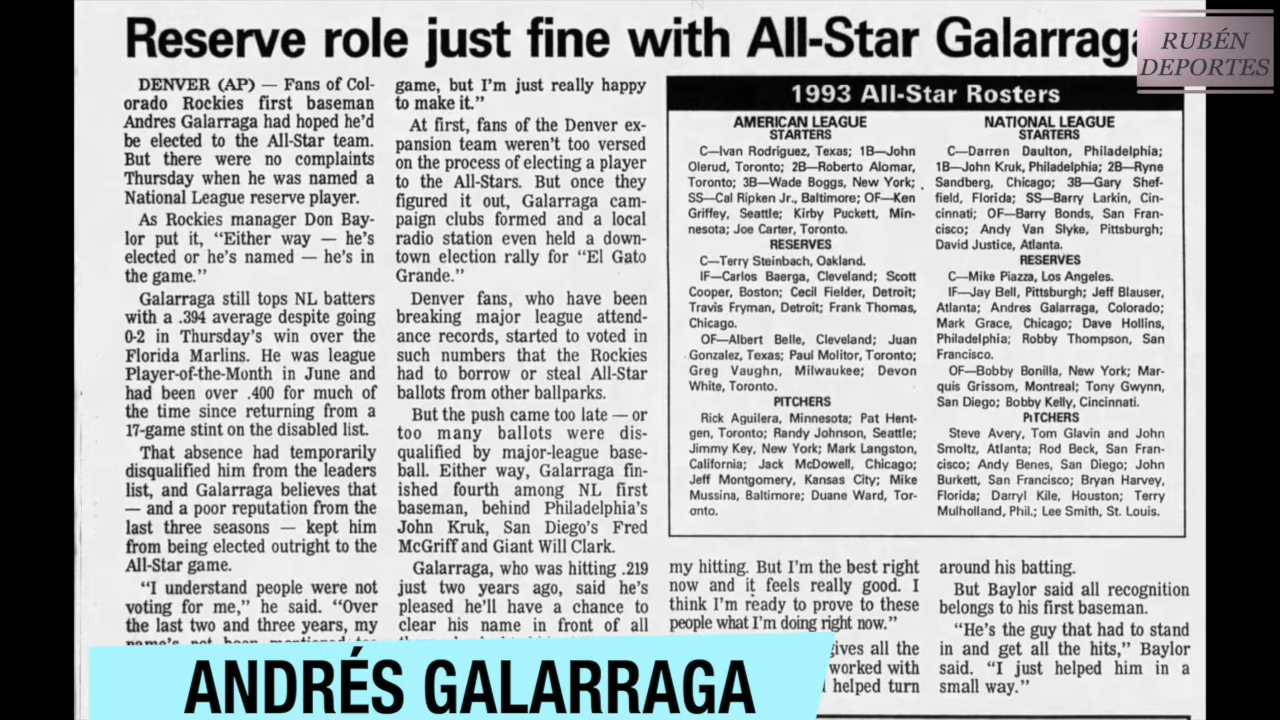 Reserve role just fine with All-Star Galarraga
RUBÉN
DEPORTES
DENVER (AP) — Fans of Col-
orado Rockies first baseman
Andres Galarraga had hoped he'd
be elected to the All-Star team.
But there were no complaints
Thursday when he was named a
National League reserve player.
As Rockies manager Don Bay-
lor put it, “Either way — he's
elected or he's named — he's in
the game.”
Galarraga still tops NL batters
with a .394 average despite going
0-2 in Thursday's win over the
Florida Marlins. He was league
Player-of-the-Month in June and
had been over .400 for much of
the time since returning from a
17-game stint on the disabled list.
That absence had temporarily
disqualified him from the leaders
list, and Galarraga believes that
— and a poor reputation from the
last three seasons — kept him
from being elected outright to the
All-Star game.
“I understand people were not
voting for me,” he said. “Over
the last two and three years, my
game, but I'm just really happy
to make it.”
At first, fans of the Denver ex-
pansion team weren't too versed
on the process of electing a player
to the All-Stars. But once they
figured it out, Galarraga cam-
paign clubs formed and a local
radio station even held a down-
town election rally for “El Gato
Grande.”
Denver fans, who have been
breaking major league attend-
ance records, started to voted in
such numbers that the Rockies
had to borrow or steal All-Star
ballots from other ballparks.
But the push came too late — or
too many ballots were dis-
qualified by major-league base-
ball. Either way, Galarraga fin-
ished fourth among NL first
baseman, behind Philadelphia's
John Kruk, San Diego's Fred
McGriff and Giant Will Clark.
Galarraga, who was hitting .219
just two years ago, said he's
pleased he'll have a chance to
clear his name in front of all
1993 All-Star Rosters
AMERICAN LEAGUE
STARTERS
C—Ivan Rodriguez, Texas; 1B—John
Olerud, Toronto; 2B—Roberto Alomar,
Toronto; 3B—Wade Boggs, New York;
SS—Cal Ripken Jr., Baltimore; OF—Ken
Griffey, Seattle; Kirby Puckett, Min-
nesota; Joe Carter, Toronto.
RESERVES
C—Terry Steinbach, Oakland.
IF—Carlos Baerga, Cleveland; Scott
Cooper, Boston; Cecil Fielder, Detroit;
Travis Fryman, Detroit; Frank Thomas,
Chicago.
OF—Albert Belle, Cleveland; Juan
Gonzalez, Texas; Paul Molitor, Toronto;
Greg Vaughn, Milwaukee; Devon
White, Toronto.
PITCHERS
Rick Aguilera, Minnesota; Pat Hent-
gen, Toronto; Randy Johnson, Seattle;
Jimmy Key, New York; Mark Langston,
California; Jack McDowell, Chicago;
Jeff Montgomery, Kansas City; Mike
Mussina, Baltimore; Duane Ward, Tor-
onto.
NATIONAL LEAGUE
STARTERS
C—Darren Daulton, Philadelphia;
1B—John Kruk, Philadelphia; 2B—Ryne
Sandberg, Chicago; 3B—Gary Shef-
field, Florida; SS—Barry Larkin, Cin-
cinnati; OF—Barry Bonds, San Fran-
cisco; Andy Van Slyke, Pittsburgh;
David Justice, Atlanta.
RESERVES
C—Mike Piazza, Los Angeles.
IF—Jay Bell, Pittsburgh; Jeff Blauser,
Atlanta; Andres Galarraga, Colorado;
Mark Grace, Chicago; Dave Hollins,
Philadelphia; Robby Thompson, San
Francisco.
OF—Bobby Bonilla, New York; Mar-
quis Grissom, Montreal; Tony Gwynn,
San Diego; Bobby Kelly, Cincinnati.
PITCHERS
Steve Avery, Tom Glavin and John
Smoltz, Atlanta; Rod Beck, San Fran-
cisco; Andy Benes, San Diego; John
Burkett, San Francisco; Bryan Harvey,
Florida; Darryl Kile, Houston; Terry
Mulholland, Phil.; Lee Smith, St. Louis.
my hitting. But I'm the best right
now and it feels really good. I
think I'm ready to prove to these
people what I'm doing right now.”
gives all the
worked with
helped turn
around his batting.
But Baylor said all recognition
belongs to his first baseman.
“He's the guy that had to stand
in and get all the hits,” Baylor
said. “I just helped him in a
small way.”
ANDRÉS GALARRAGA